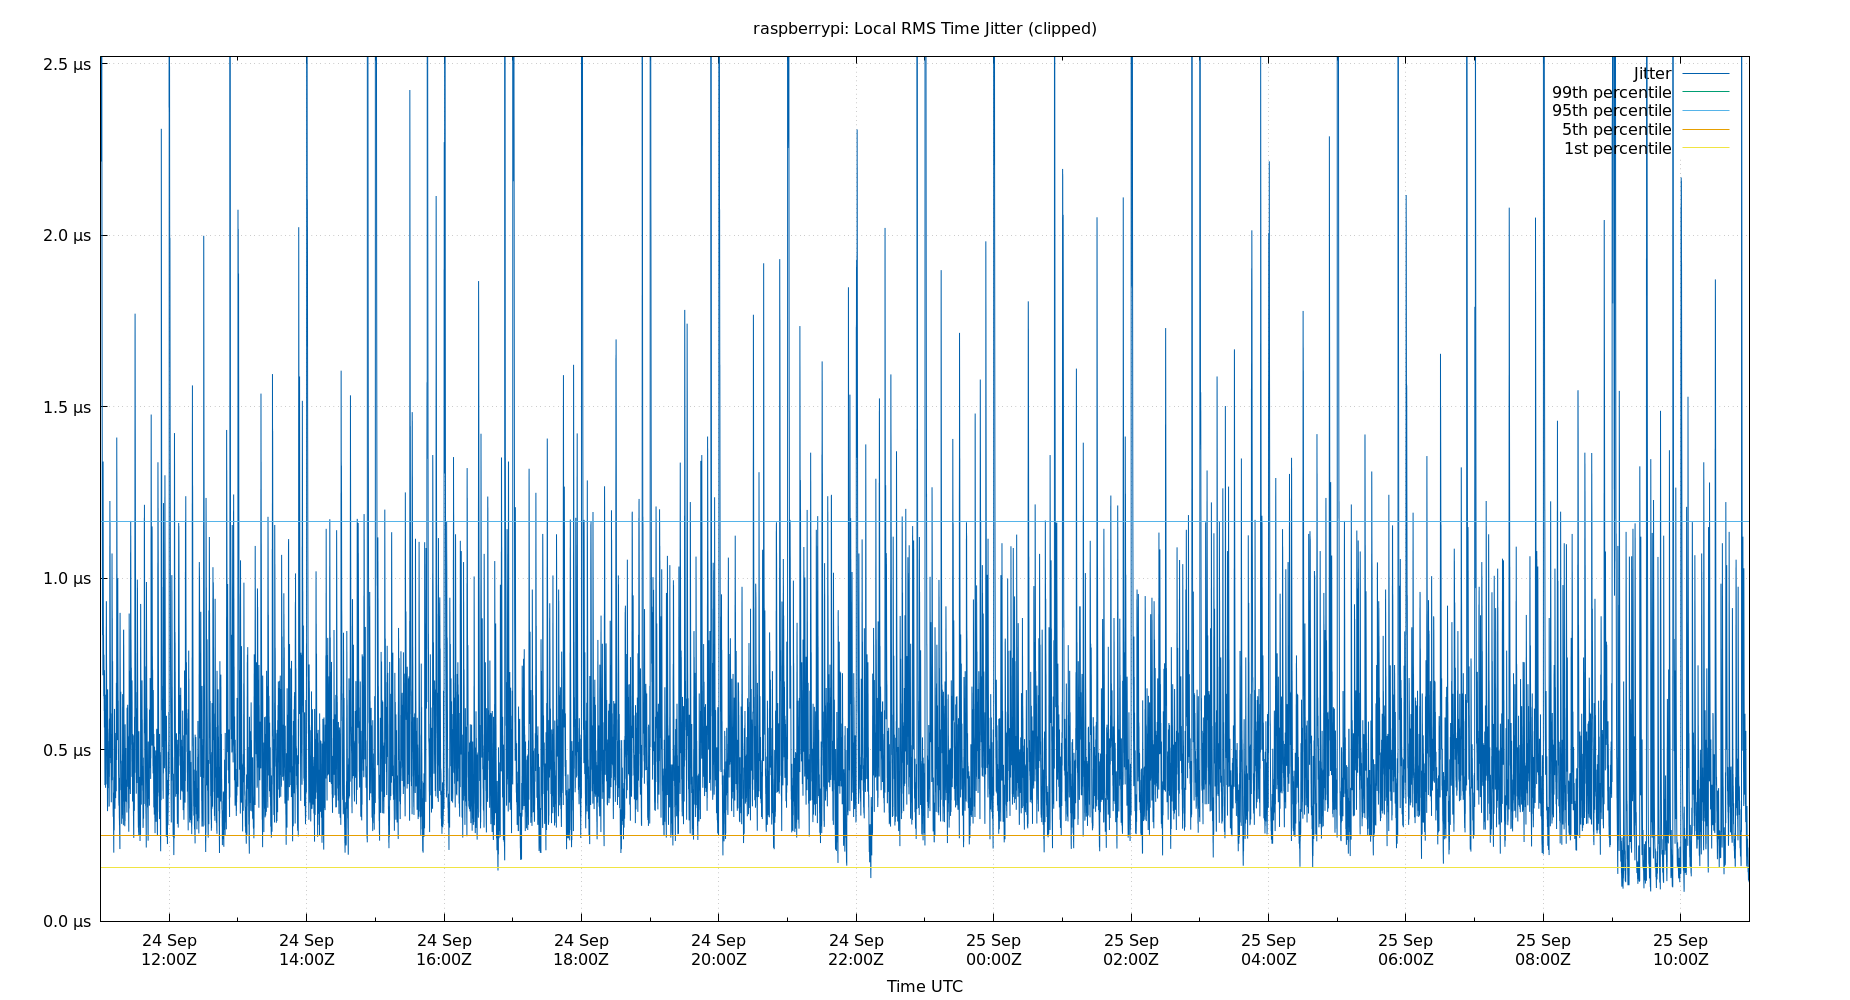 raspberrypi: Local RMS Time Jitter (clipped)
2.5 μs
2.0 μs
1.5 μs
1.0 μs
0.5 μs
0.0 μs
Jitter
99th percentile
95th percentile
5th percentile
1st percentile
24 Sep 24 Sep 24 Sep 24 Sep 24 Sep 24 Sep 25 Sep 25 Sep 25 Sep 25 Sep 25 Sep 25 Sep
12:00Z 14:00Z 16:00Z 18:00Z 20:00Z 22:00Z 00:00Z 02:00Z 04:00Z 06:00Z 08:00Z 10:00Z
Time UTC